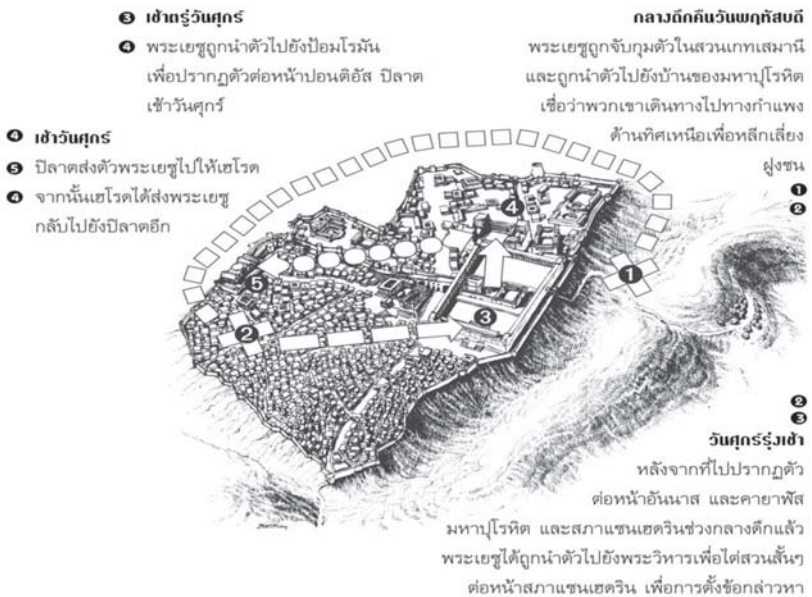 ❸ เช้าตรู่วันศุกร์
❹ พระเยซูถูกนำตัวไปยังป้อมโรมัน
เพื่อปรากฏตัวต่อหน้าปอนติอัส ปิลาต
เช้าวันศุกร์
❹ เช้าวันศุกร์
❺ ปิลาตส่งตัวพระเยซูไปให้เฮโรด
❹ จากนั้นเฮโรดได้ส่งพระเยซู
กลับไปยังปิลาตอีก
กลางดึกคืนวันพฤหัสบดี
พระเยซูถูกจับกุมตัวในสวนเกทเสมานี
และถูกนำตัวไปยังบ้านของมหาปุโรหิต
เชื่อว่าพวกเขาเดินทางไปทางกำแพง
ด้านทิศเหนือเพื่อหลีกเลี่ยง
ฝูงชน
❶
❷
❹
❶
❺
❸
❷
❷
❸
วันศุกร์รุ่งเช้า
หลังจากที่ไปปรากฏตัว
ต่อหน้าอันนาส และคายาฟัส
มหาปุโรหิต และสภาแซนเฮดรินช่วงกลางดึกแล้ว
พระเยซูได้ถูกนำตัวไปยังพระวิหารเพื่อไต่สวนสั้นๆ
ต่อหน้าสภาแซนเฮดริน เพื่อการตั้งข้อกล่าวหา